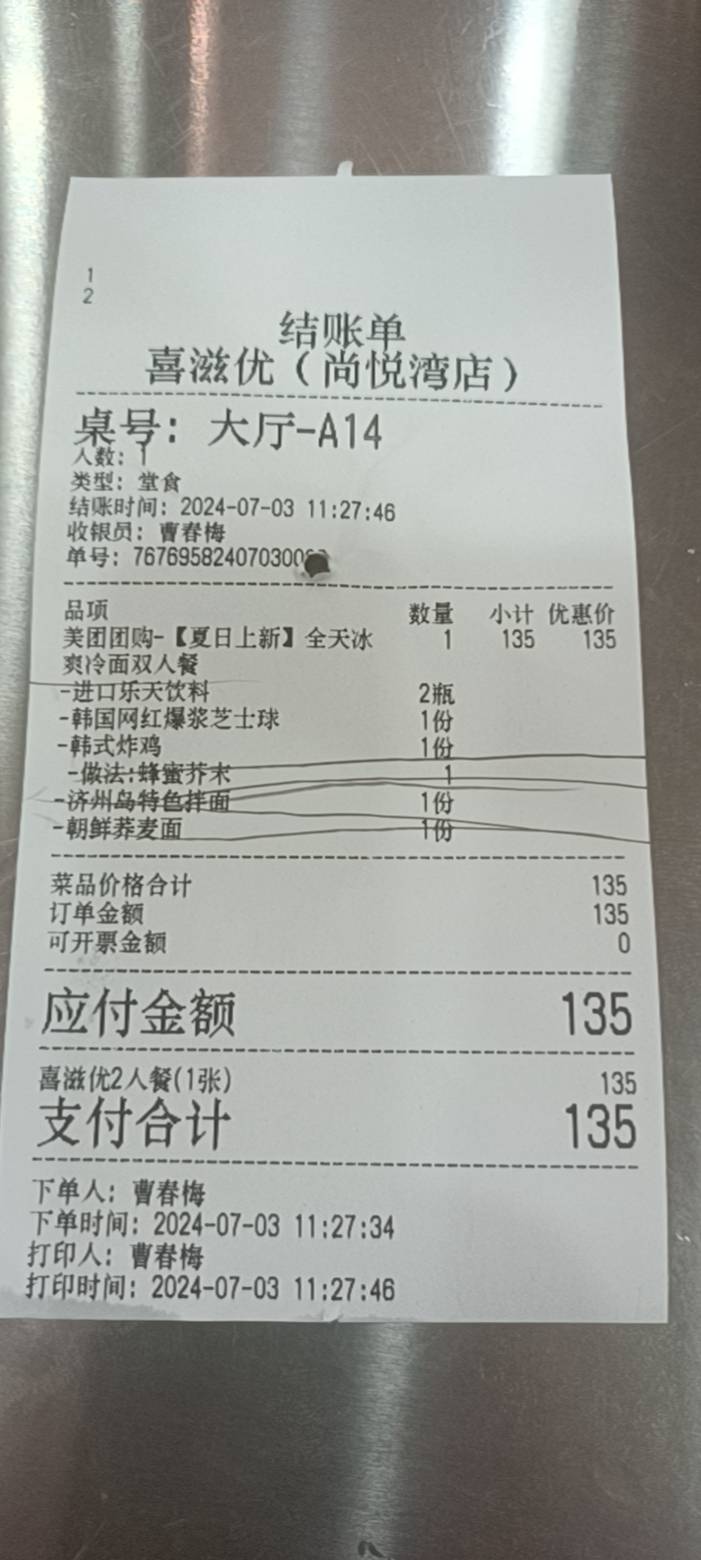 1
2
结账单
喜滋优（尚悦湾店）
桌号: 大厅-A14
人数: 1
类型: 堂食
结账时间: 2024-07-03 11:27:46
收银员: 曹春梅
单号: 767695824070300
品项 数量 小计 优惠价
美团团购-【夏日上新】全天冰 1 135 135
爽冷面双人餐
-进口乐天饮料 2瓶
-韩国网红爆浆芝士球 1份
-韩式炸鸡 1份
-做法:蜂蜜芥末 1
-济州岛特色拌面 1份
-朝鲜荞麦面 1份
菜品价格合计 135
订单金额 135
可开票金额 0
应付金额 135
喜滋优2人餐(1张) 135
支付合计 135
下单人: 曹春梅
下单时间: 2024-07-03 11:27:34
打印人: 曹春梅
打印时间: 2024-07-03 11:27:46